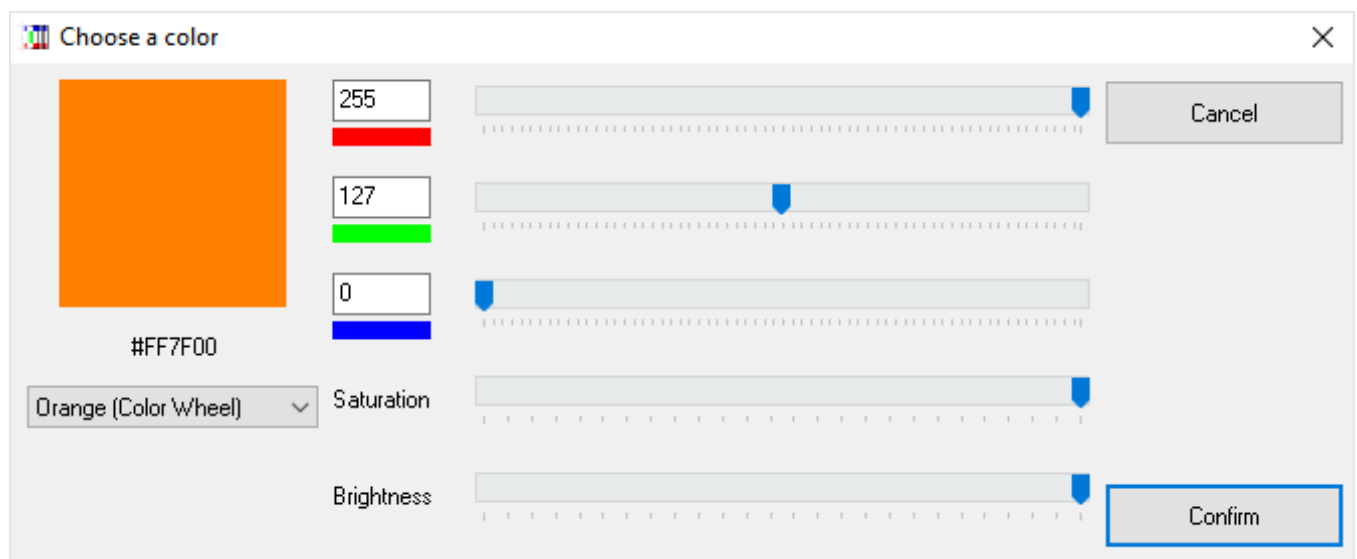 Choose a color
255
Cancel
127
0
#FF7F00
Orange (Color Wheel)
Saturation
Brightness
Confirm